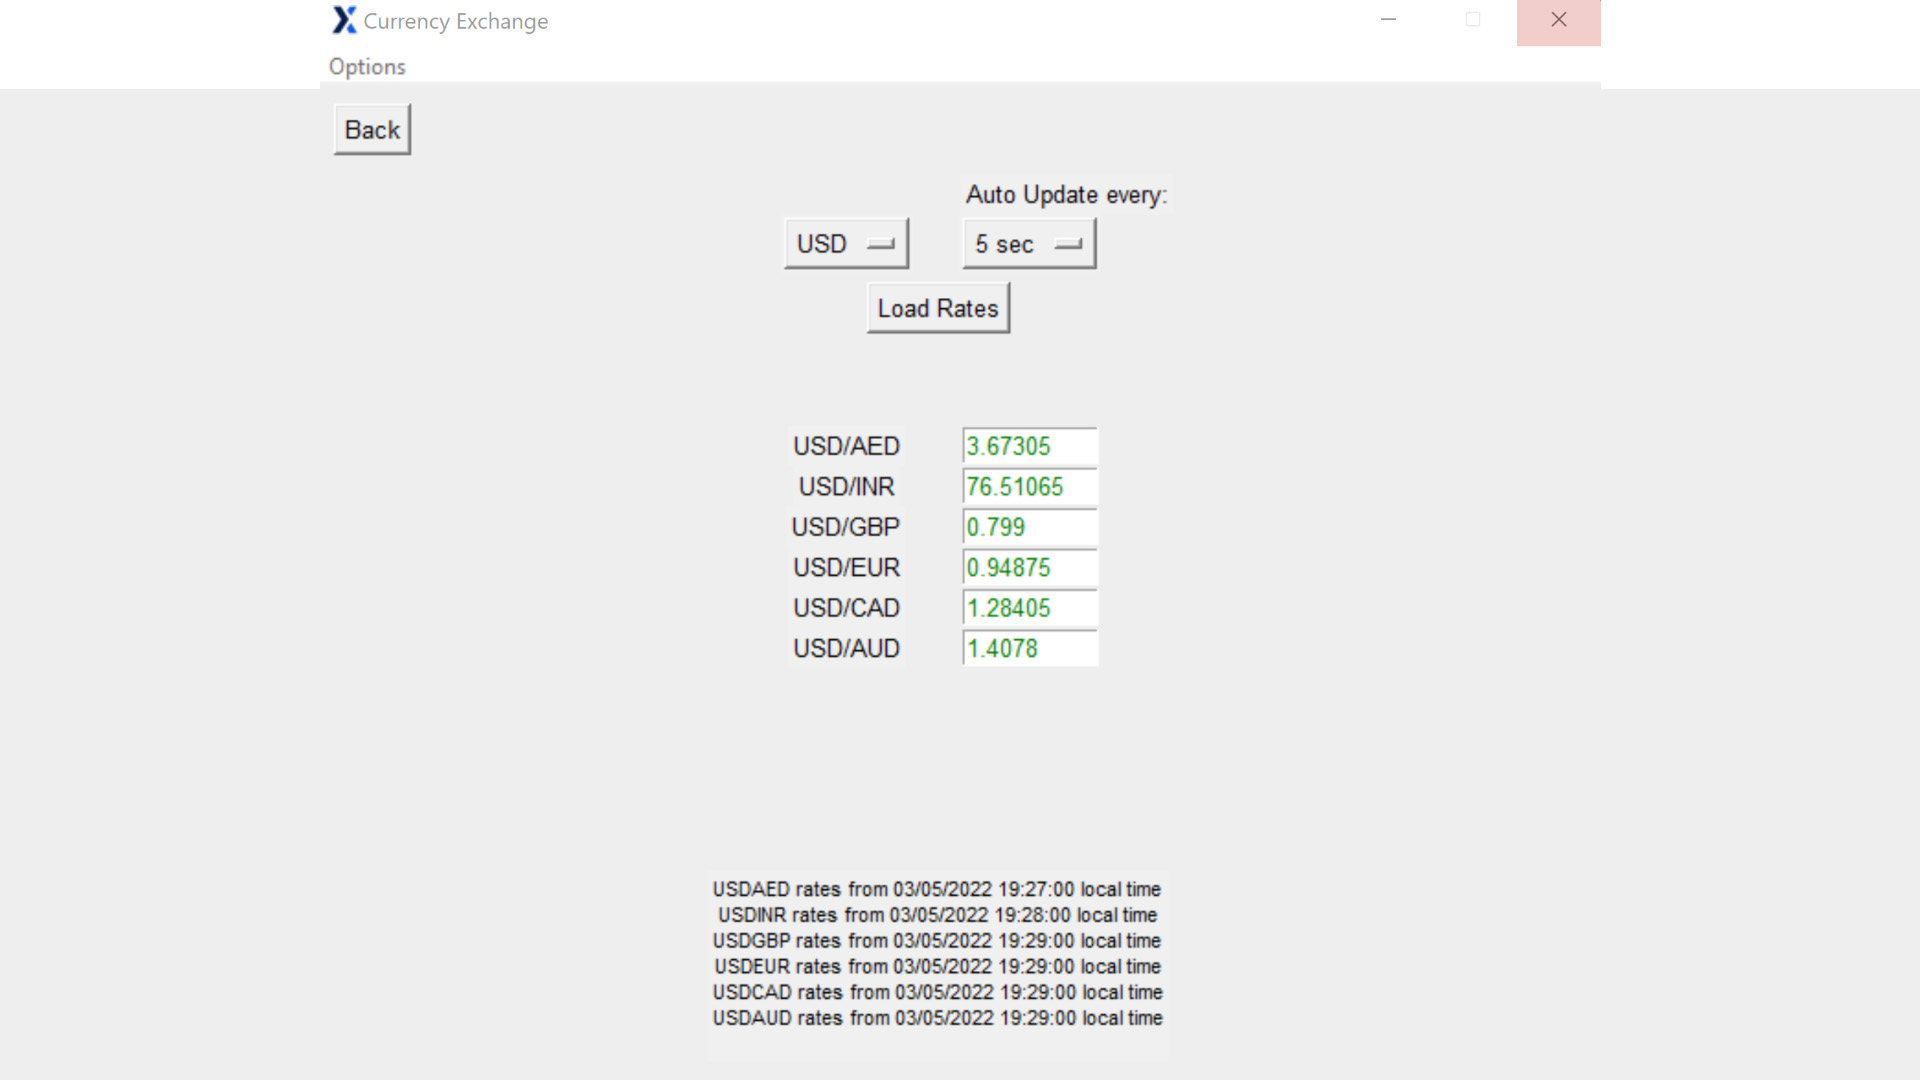 Currency Exchange
Options
Back
Auto Update every:
USD
5 sec
Load Rates
USD/AED 3.67305
USD/INR 76.51065
USD/GBP 0.799
USD/EUR 0.94875
USD/CAD 1.28405
USD/AUD 1.4078
USDAED rates from 03/05/2022 19:27:00 local time
USDINR rates from 03/05/2022 19:28:00 local time
USDGBP rates from 03/05/2022 19:29:00 local time
USDEUR rates from 03/05/2022 19:29:00 local time
USDCAD rates from 03/05/2022 19:29:00 local time
USDAUD rates from 03/05/2022 19:29:00 local time